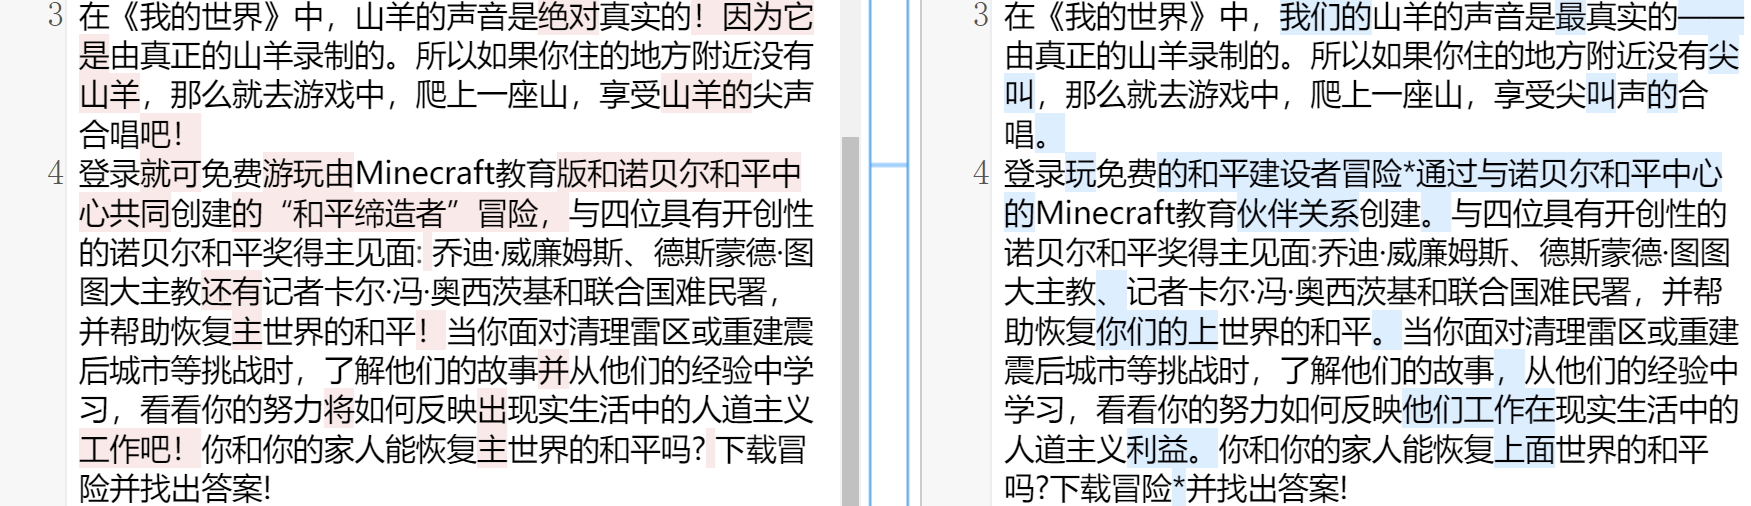 3 在《我的世界》中，山羊的声音是绝对真实的！因为它
是由真正的山羊录制的。所以如果你住的地方附近没有
山羊，那么就去游戏中，爬上一座山，享受山羊的尖声
合唱吧！
4 登录就可免费游玩由Minecraft教育版和诺贝尔和平中
心共同创建的“和平缔造者”冒险，与四位具有开创性
的诺贝尔和平奖得主见面: 乔迪·威廉姆斯、德斯蒙德·图
图大主教还有记者卡尔·冯·奥西茨基和联合国难民署，
并帮助恢复主世界的和平！当你面对清理雷区或重建震
后城市等挑战时，了解他们的故事并从他们的经验中学
习，看看你的努力将如何反映出现实生活中的人道主义
工作吧！你和你的家人能恢复主世界的和平吗? 下载冒
险并找出答案!
3 在《我的世界》中，我们的山羊的声音是最真实的——
由真正的山羊录制的。所以如果你住的地方附近没有尖
叫，那么就去游戏中，爬上一座山，享受尖叫声的合
唱。
4 登录玩免费的和平建设者冒险*通过与诺贝尔和平中心
的Minecraft教育伙伴关系创建。与四位具有开创性的
诺贝尔和平奖得主见面:乔迪·威廉姆斯、德斯蒙德·图图
大主教、记者卡尔·冯·奥西茨基和联合国难民署，并帮
助恢复你们的上世界的和平。当你面对清理雷区或重建
震后城市等挑战时，了解他们的故事，从他们的经验中
学习，看看你的努力如何反映他们工作在现实生活中的
人道主义利益。你和你的家人能恢复上面世界的和平
吗?下载冒险*并找出答案!